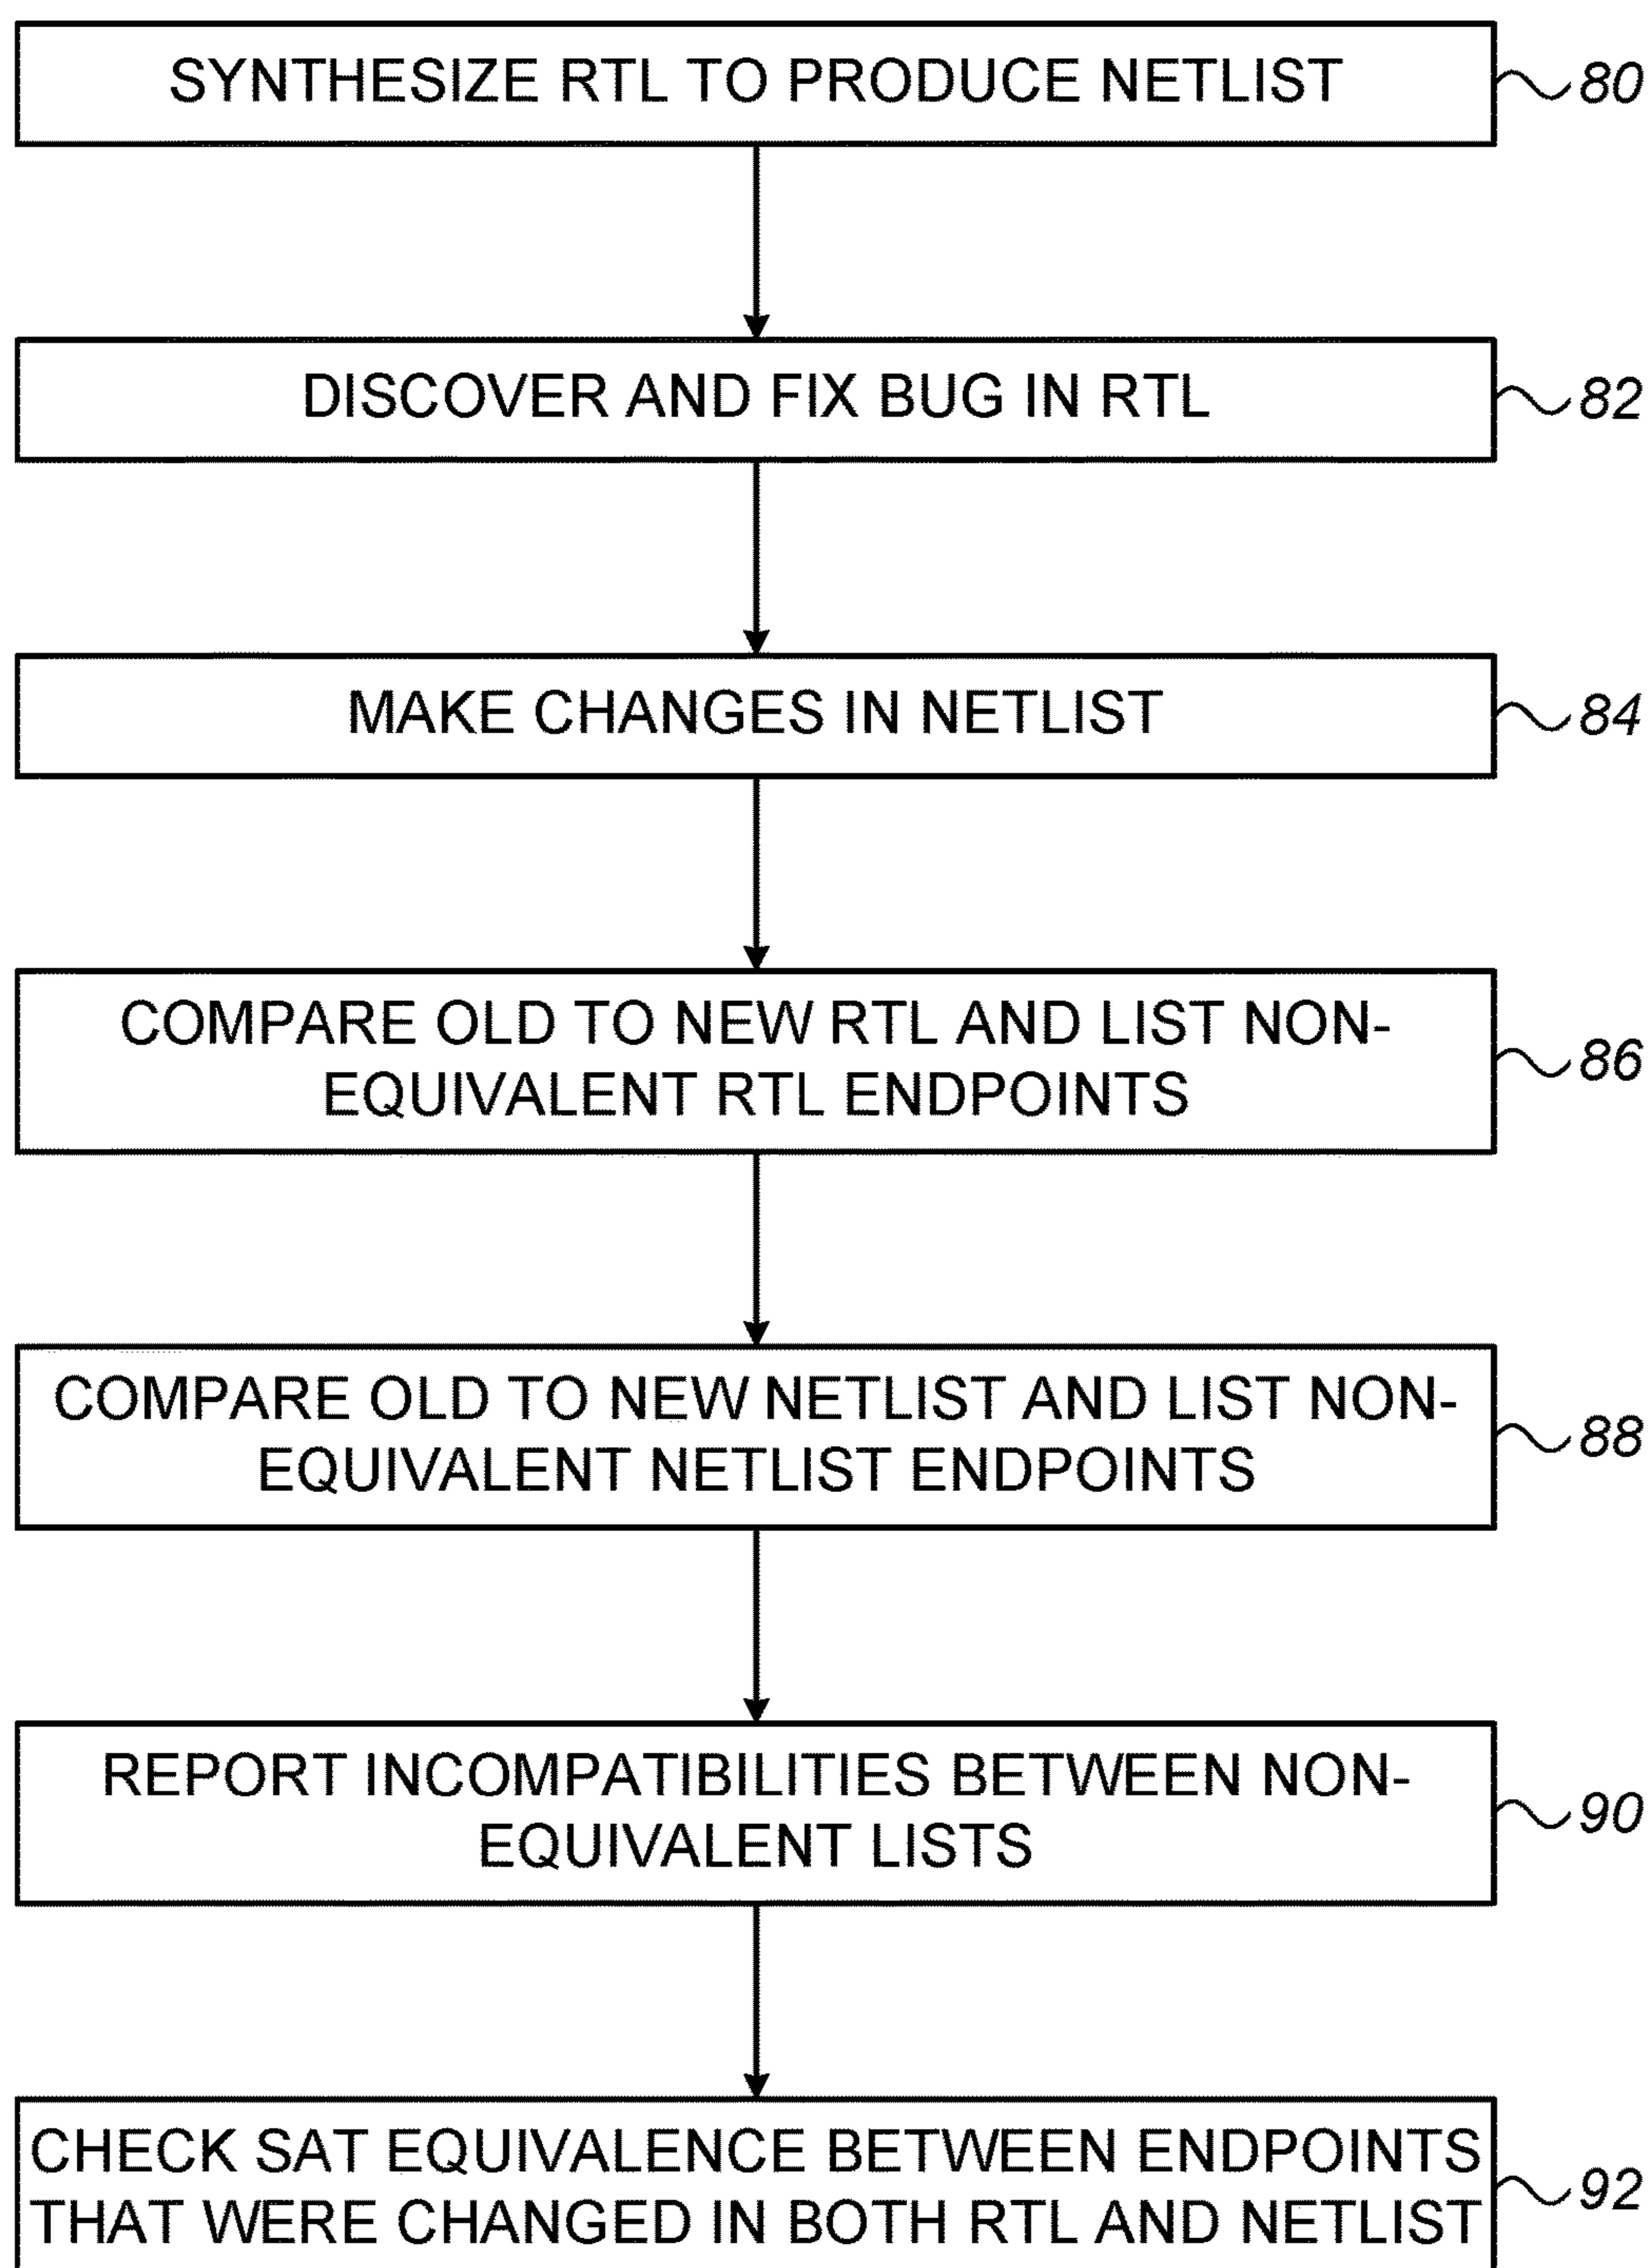 SYNTHESIZE RTL TO PRODUCE NETLIST
80
DISCOVER AND FIX BUG IN RTL
82
MAKE CHANGES IN NETLIST
84
COMPARE OLD TO NEW RTL AND LIST NON-
EQUIVALENT RTL ENDPOINTS
86
COMPARE OLD TO NEW NETLIST AND LIST NON-
EQUIVALENT NETLIST ENDPOINTS
88
REPORT INCOMPATIBILITIES BETWEEN NON-
EQUIVALENT LISTS
90
CHECK SAT EQUIVALENCE BETWEEN ENDPOINTS
THAT WERE CHANGED IN BOTH RTL AND NETLIST
92